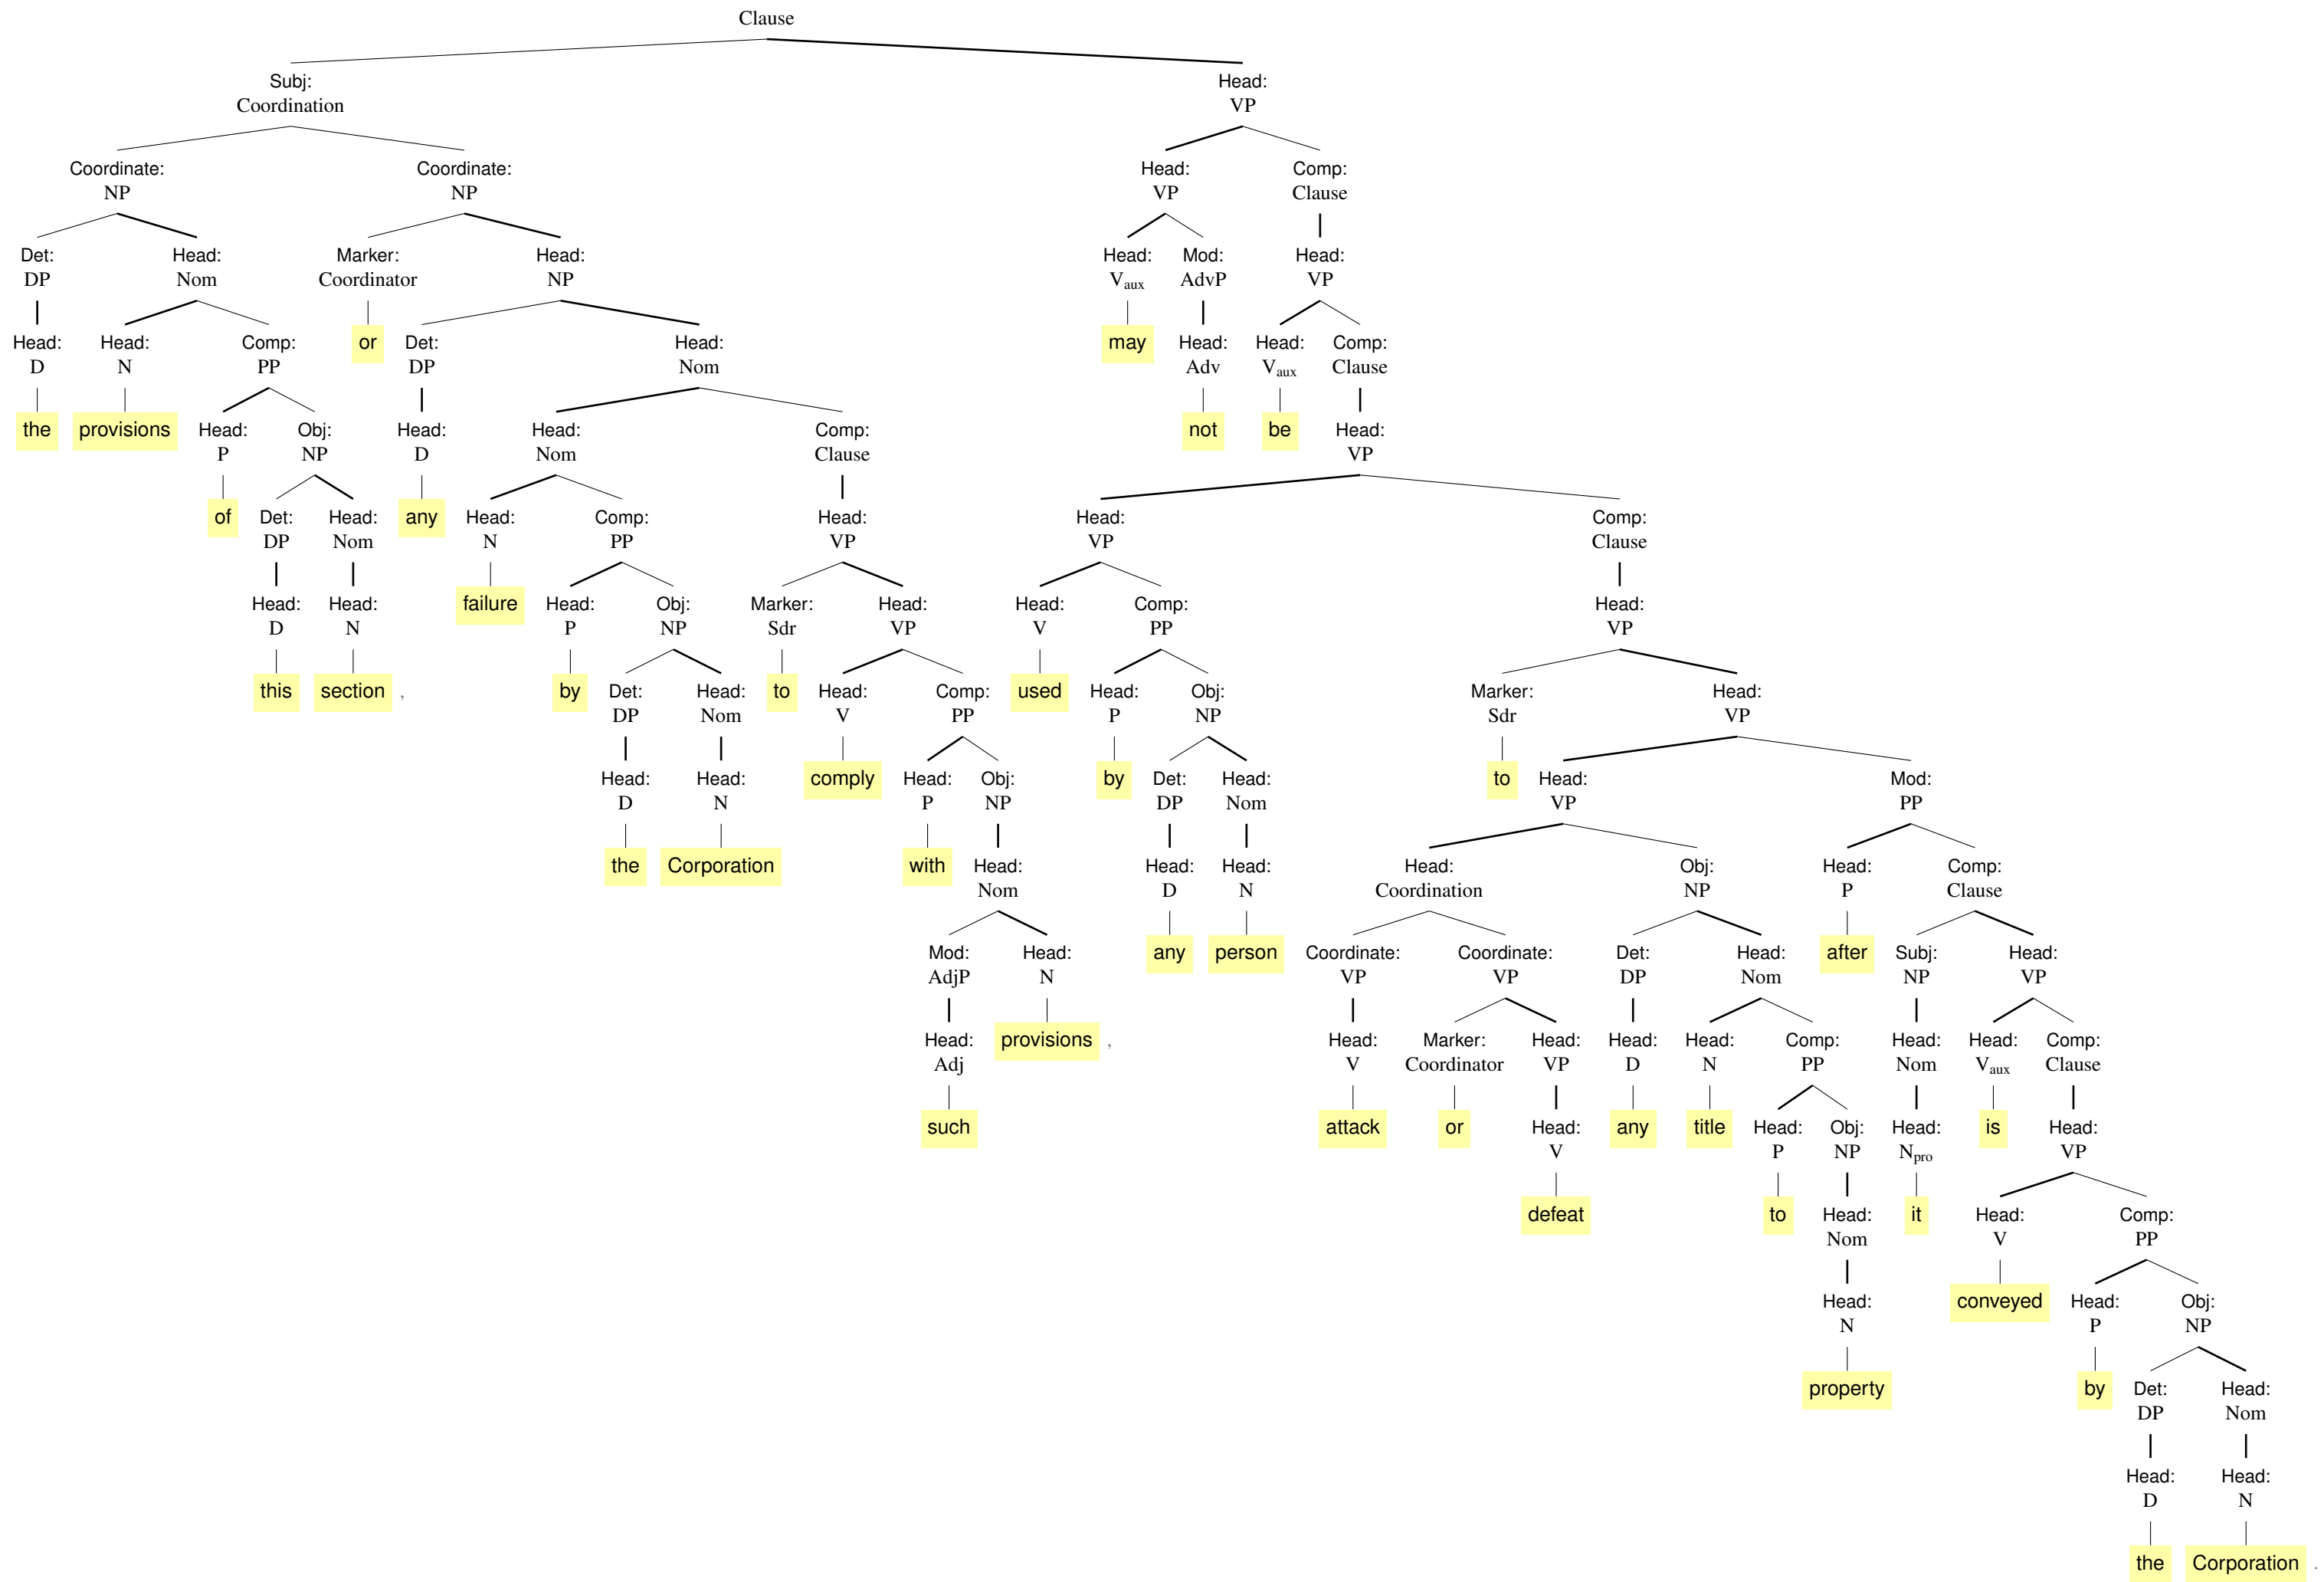 Clause
Subj: Head:
Coordination VP
Coordinate: Coordinate: Head: Comp:
NP NP VP Clause
Det: Head: Marker: Head: Head: Mod: Head:
DP Nom Coordinator NP Vaux AdvP VP
Head: Head: Comp: or Det: Head: may Head: Head: Comp:
D N PP DP Nom Adv Vaux Clause
the provisions Head: Obj: Head: Head: Comp: not be Head:
P NP D Nom Clause VP
of Det: Head: any Head: Comp: Head: Head: Comp:
DP Nom N PP VP VP Clause
Head: Head: failure Head: Obj: Marker: Head: Head: Comp: Head:
D N P NP Sdr VP V PP VP
this section , by Det: Head: to Head: Comp: used Head: Obj: Marker: Head:
DP Nom V PP P NP Sdr VP
Head: Head: comply Head: Obj: by Det: Head: to Head: Mod:
D N P NP DP Nom VP PP
the Corporation with Head: Head: Head: Head: Obj: Head: Comp:
Nom D N Coordination NP P Clause
Mod: Head: any person Coordinate: Coordinate: Det: Head: after Subj: Head:
AdjP N VP VP DP Nom NP VP
Head: provisions , Head: Marker: Head: Head: Head: Comp: Head: Head: Comp:
Adj V Coordinator VP D N PP Nom Vaux Clause
such attack or Head: any title Head: Obj: Head: is Head:
V P NP Npro VP
defeat to Head: it Head: Comp:
Nom V PP
Head: conveyed Head: Obj:
N P NP
property by Det: Head:
DP Nom
Head: Head:
D N
the Corporation .